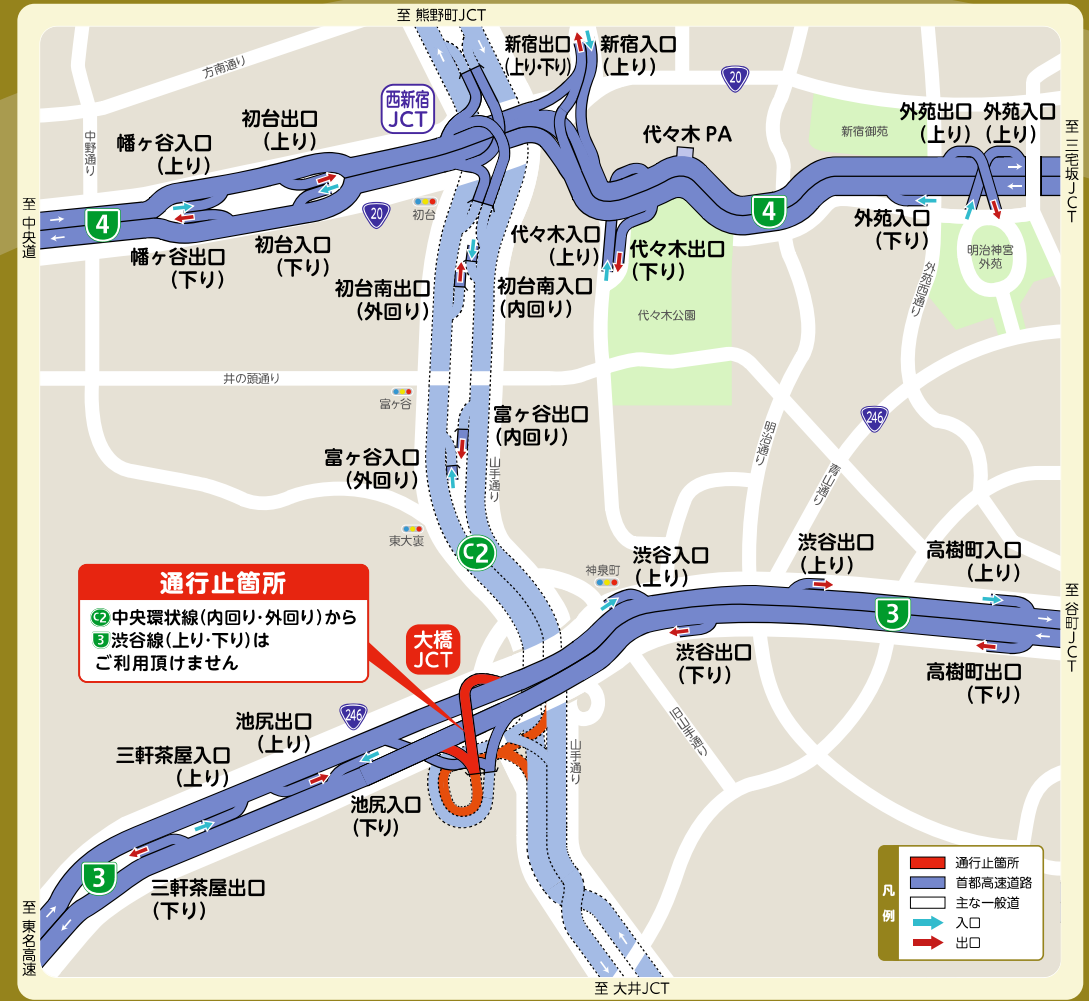 至 熊野町JCT
方南通り
中野通り
幡ヶ谷入口
(上り)
初台出口
(上り)
西新宿
JCT
新宿出口
(上り・下り)
新宿入口
(上り)
20
代々木 PA
新宿御苑
外苑出口
(上り)
外苑入口
(上り)
至 三宅坂JCT
至 中央道
4
幡ヶ谷出口
(下り)
初台入口
(下り)
20
初台
4
外苑入口
(下り)
明治神宮
外苑
外苑西通り
代々木入口
(上り)
代々木出口
(下り)
初台南出口
(外回り)
初台南入口
(内回り)
代々木公園
井の頭通り
富ヶ谷
富ヶ谷出口
(内回り)
富ヶ谷入口
(外回り)
山手通り
246
明治通り
青山通り
東大裏
C2
神泉町
渋谷入口
(上り)
渋谷出口
(上り)
高樹町入口
(上り)
至 谷町JCT
3
渋谷出口
(下り)
高樹町出口
(下り)
通行止箇所
C2中央環状線(内回り・外回り)から
3渋谷線(上り・下り)は
ご利用頂けません
大橋
JCT
旧山手通り
山手通り
246
池尻出口
(上り)
三軒茶屋入口
(上り)
池尻入口
(下り)
3
三軒茶屋出口
(下り)
至 東名高速
凡例
通行止箇所
首都高速道路
主な一般道
入口
出口
至 大井JCT